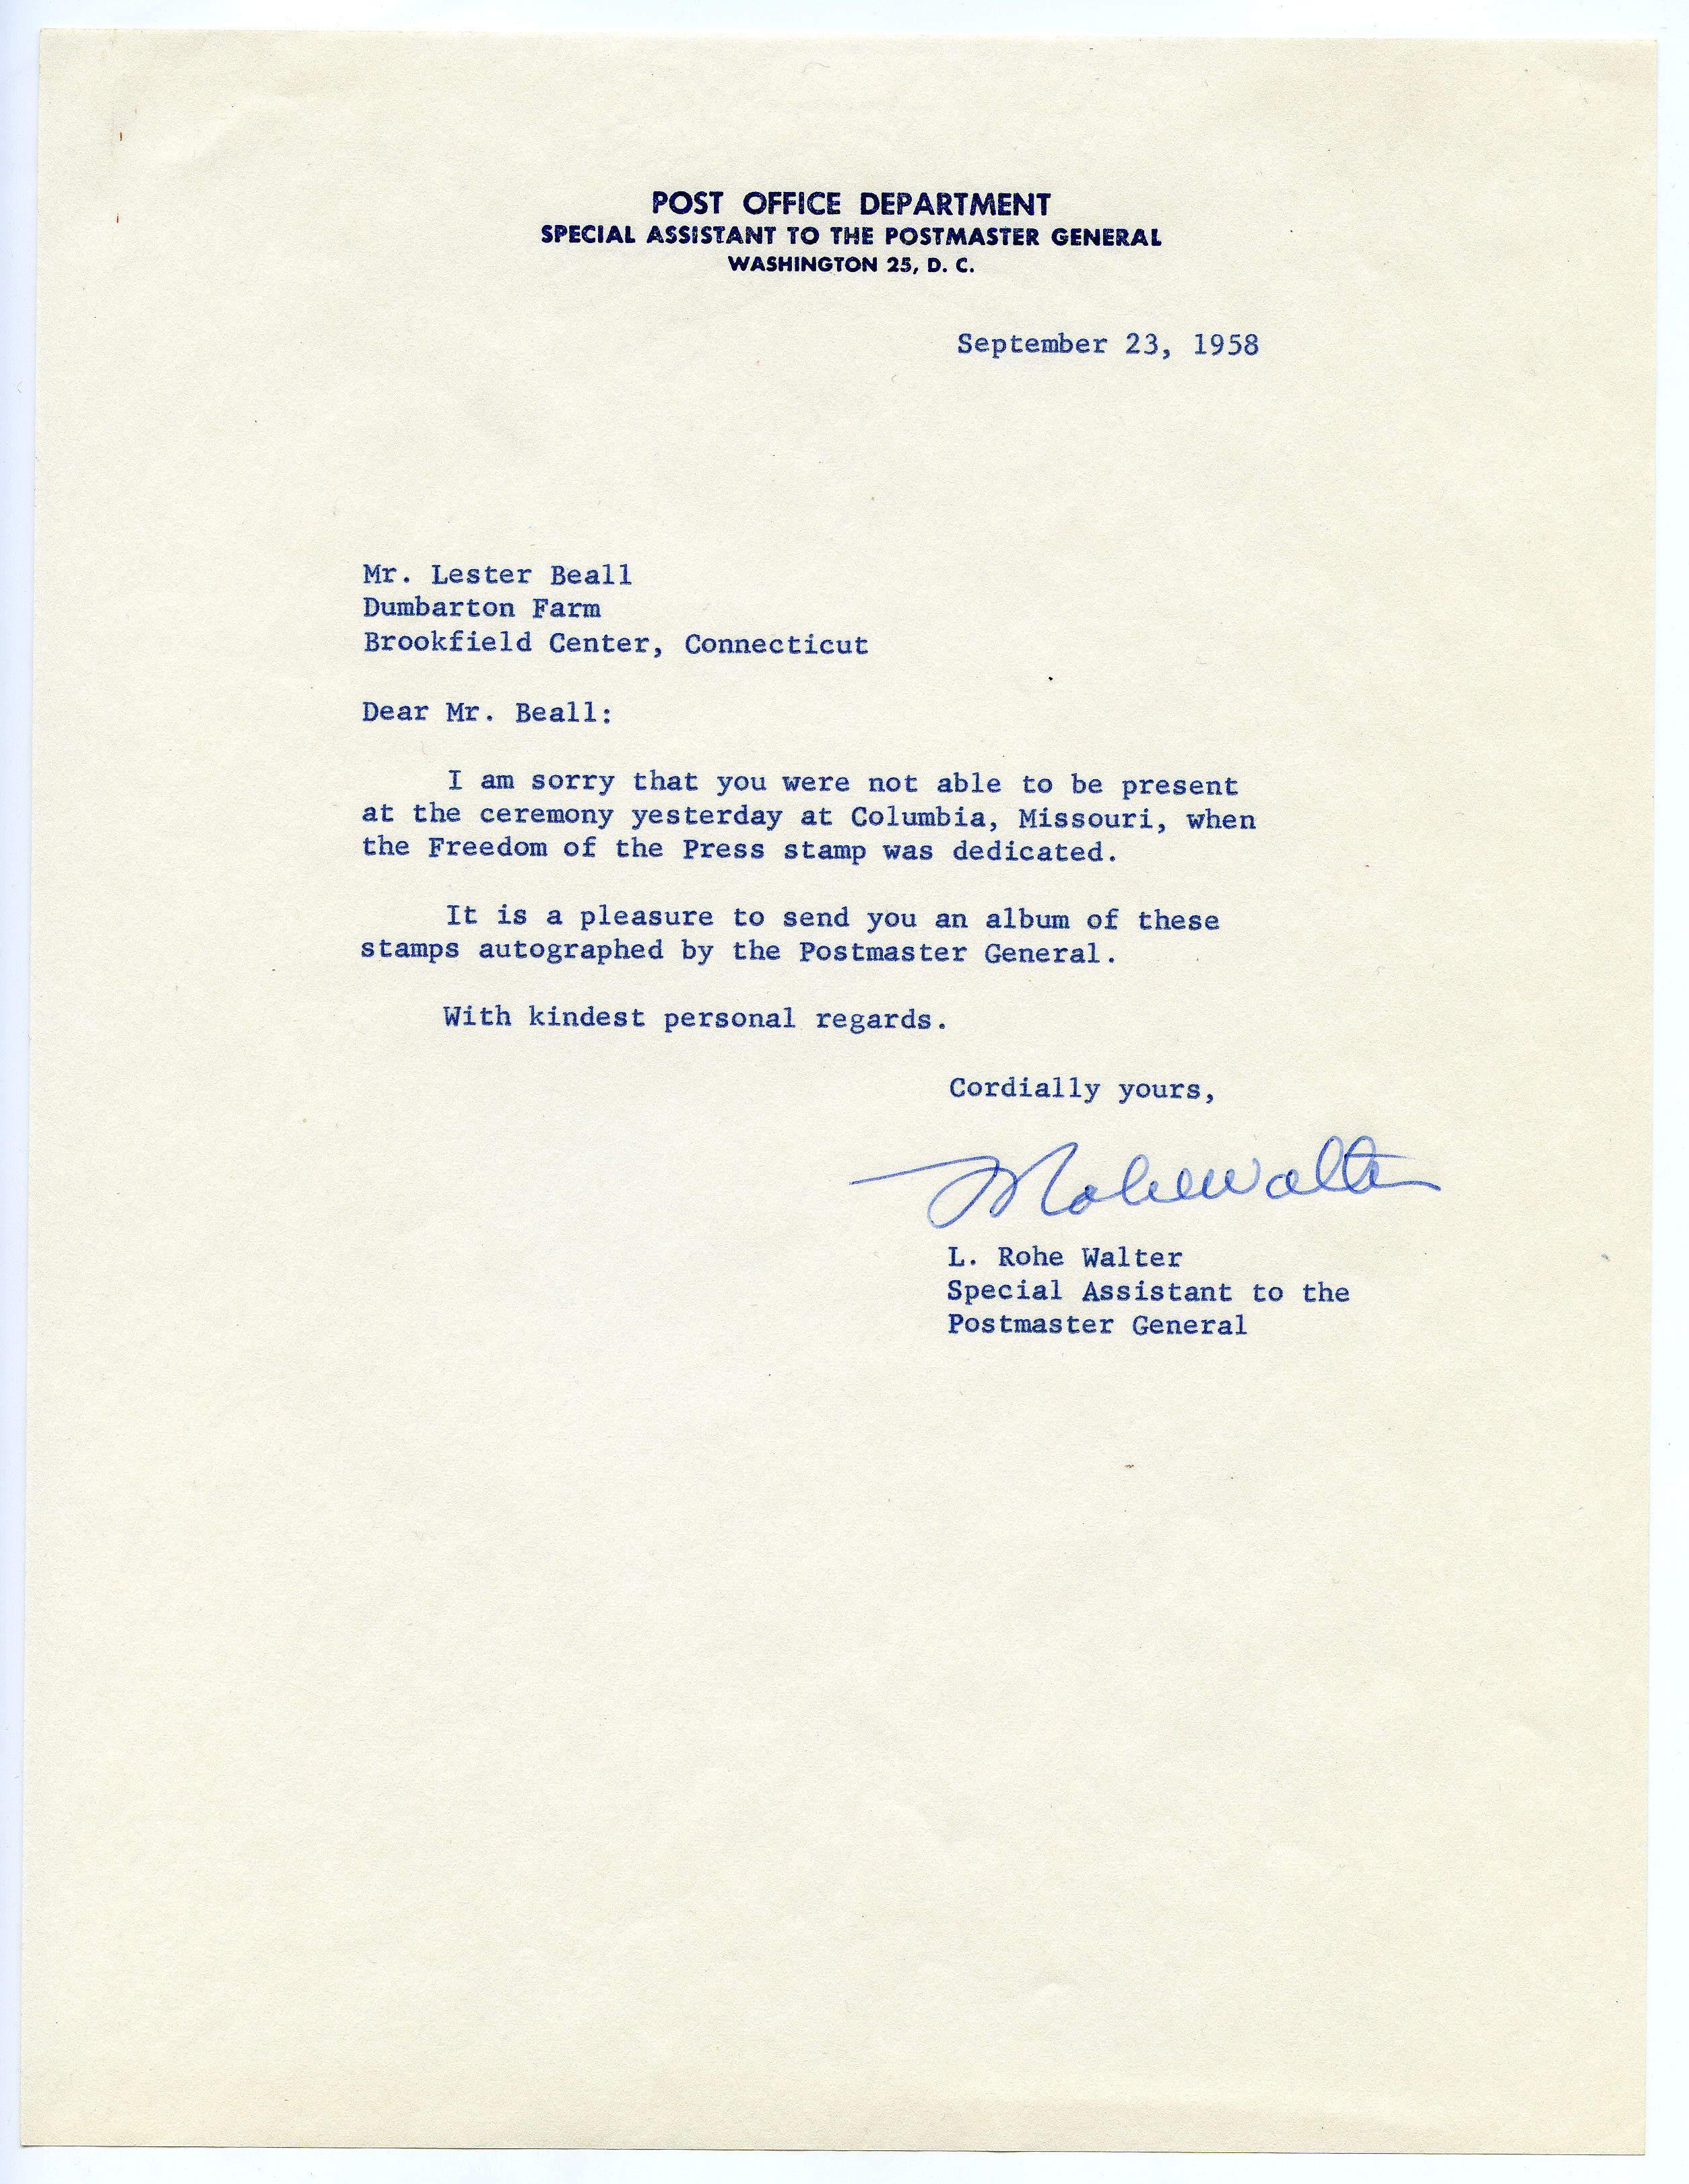 POST OFFICE DEPARTMENT
SPECIAL ASSISTANT TO THE POSTMASTER GENERAL
WASHINGTON 25, D. C.
September 23, 1958
Mr. Lester Beall
Dumbarton Farm
Brookfield Center, Connecticut
Dear Mr. Beall:
I am sorry that you were not able to be present
at the ceremony yesterday at Columbia, Missouri, when
the Freedom of the Press stamp was dedicated.
It is a pleasure to send you an album of these
stamps autographed by the Postmaster General.
With kindest personal regards.
Cordially yours,
Rohe Walter
L. Rohe Walter
Special Assistant to the
Postmaster General